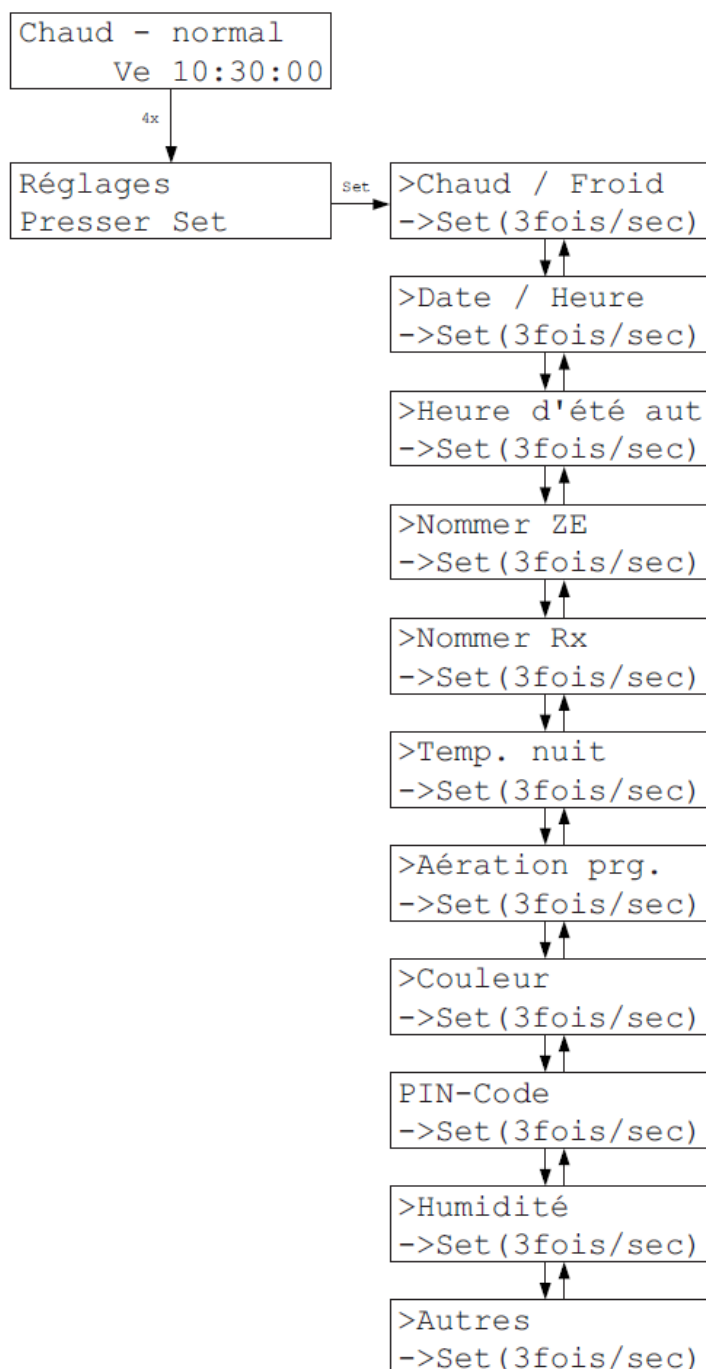 Chaud - normal
Ve 10:30:00
4x
Réglages
Presser Set
Set
>Chaud / Froid
->Set(3fois/sec)
>Date / Heure
->Set(3fois/sec)
>Heure d'été aut
->Set(3fois/sec)
>Nommer ZE
->Set(3fois/sec)
>Nommer Rx
->Set(3fois/sec)
>Temp. nuit
->Set(3fois/sec)
>Aération prg.
->Set(3fois/sec)
>Couleur
->Set(3fois/sec)
PIN-Code
->Set(3fois/sec)
>Humidité
->Set(3fois/sec)
>Autres
->Set(3fois/sec)